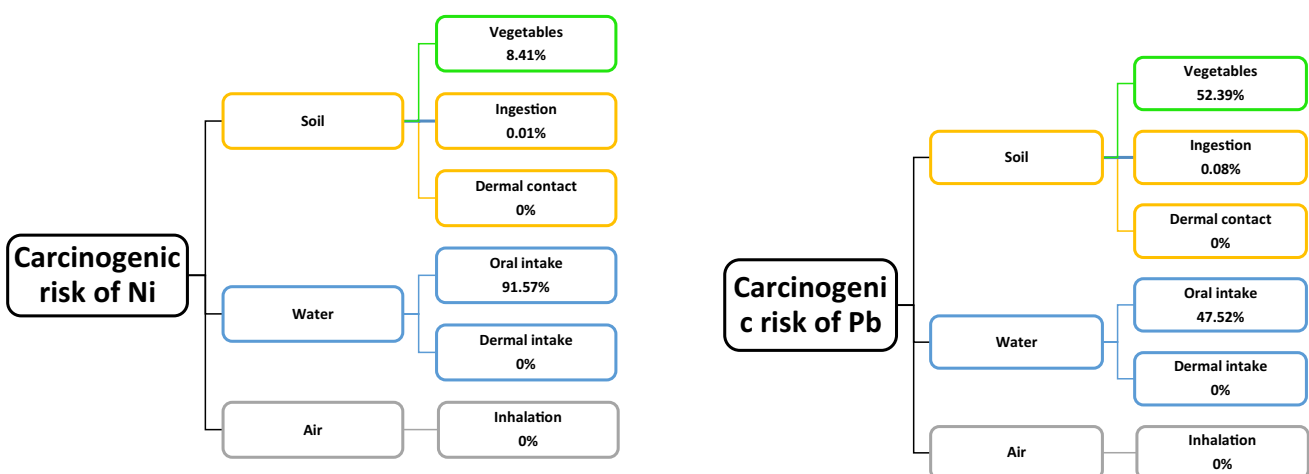 Carcinogenic
risk of Ni
Soil
Vegetables
8.41%
Ingestion
0.01%
Dermal contact
0%
Water
Oral intake
91.57%
Dermal intake
0%
Air
Inhalation
0%
Carcinogeni
c risk of Pb
Soil
Vegetables
52.39%
Ingestion
0.08%
Dermal contact
0%
Water
Oral intake
47.52%
Dermal intake
0%
Air
Inhalation
0%